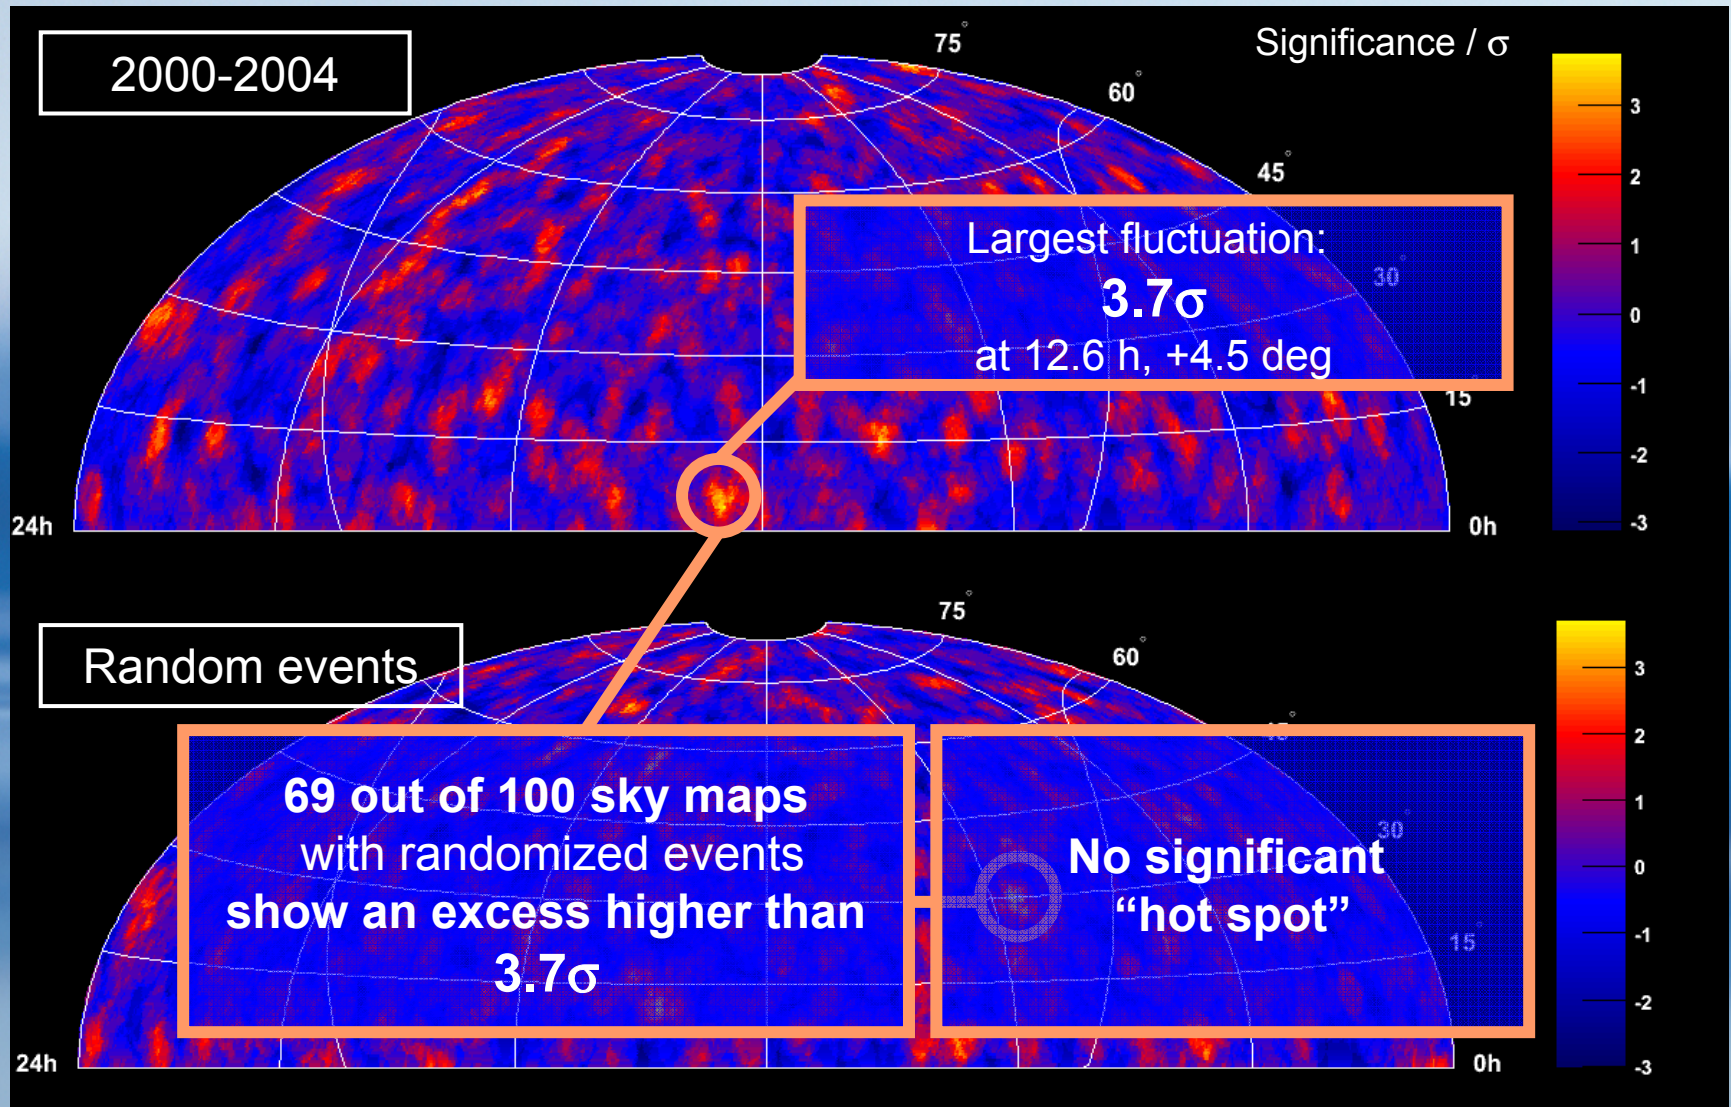 2000-2004
Significance / σ
75°
60°
45°
30°
15°
24h
0h
3
2
1
0
-1
-2
-3
Largest fluctuation:
3.7σ
at 12.6 h, +4.5 deg
Random events
75°
60°
45°
30°
15°
24h
0h
3
2
1
0
-1
-2
-3
69 out of 100 sky maps
with randomized events
show an excess higher than
3.7σ
No significant
“hot spot”